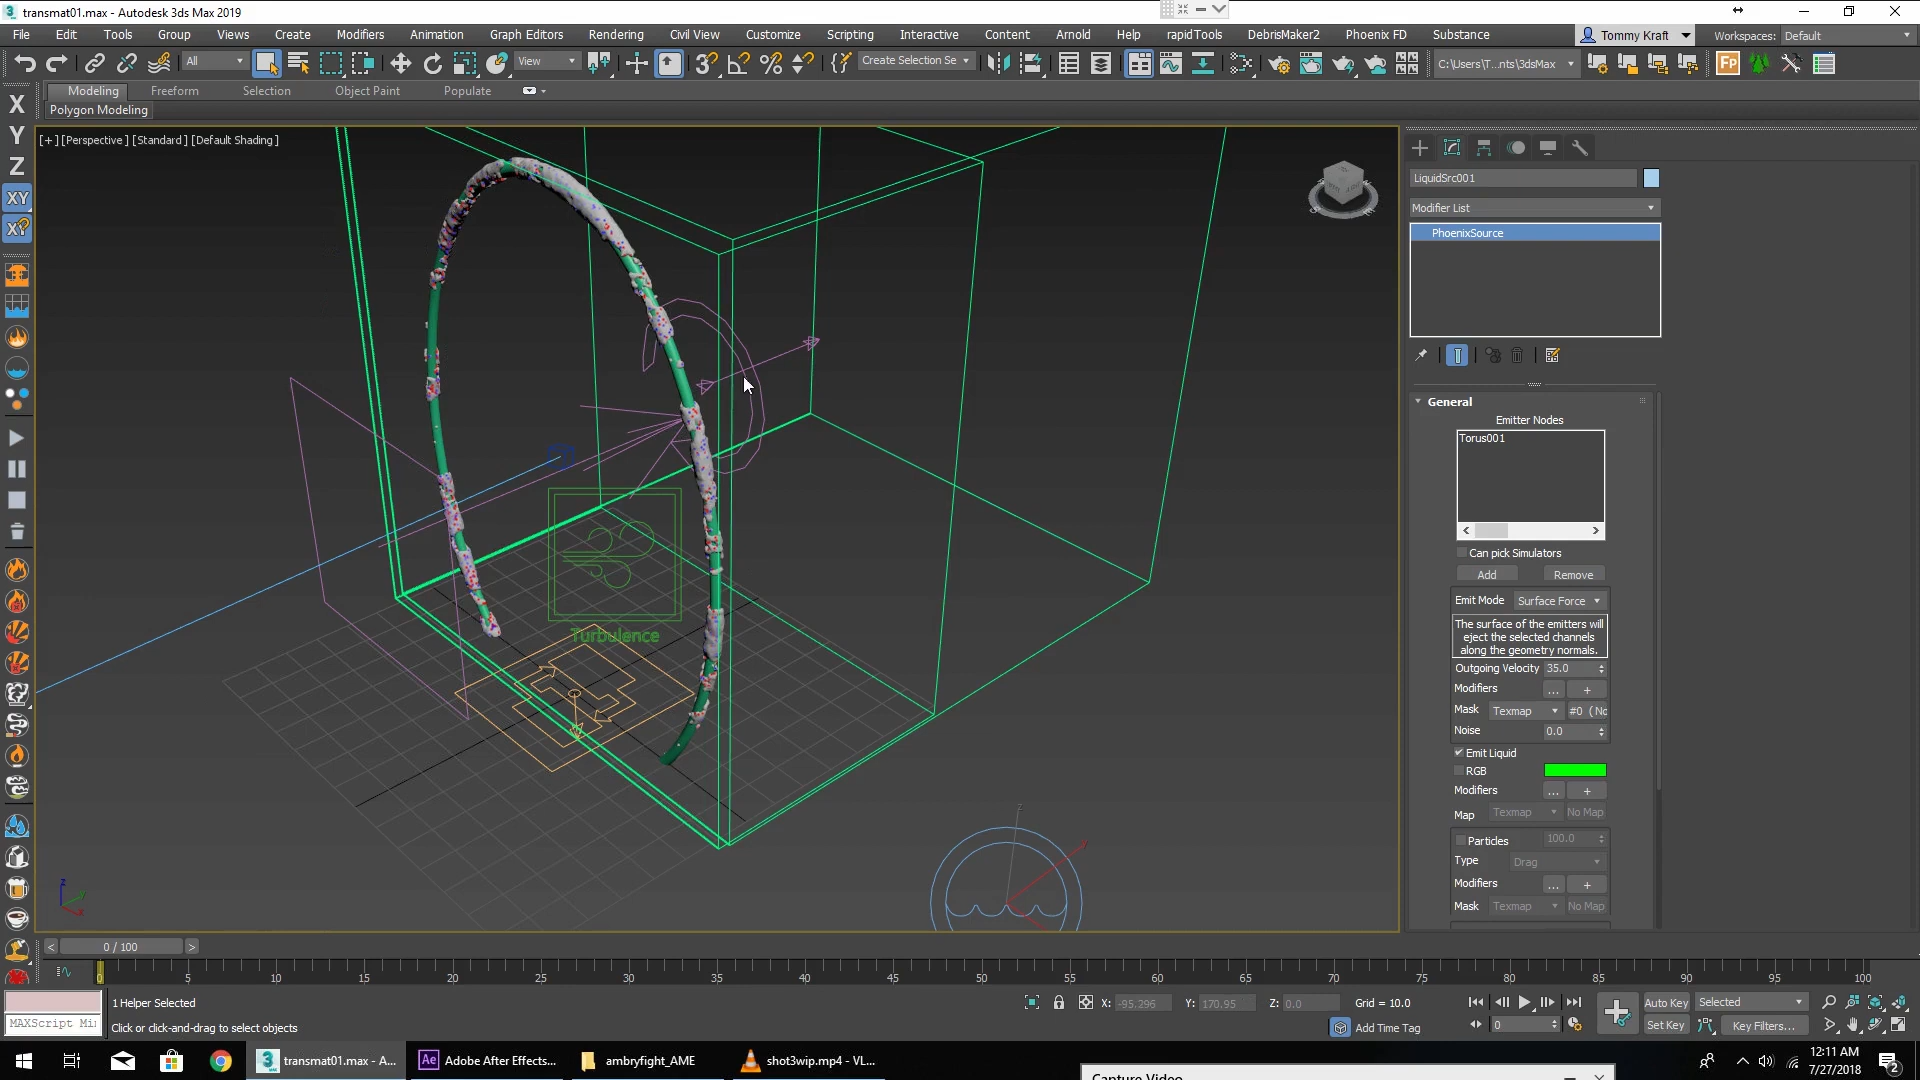 transmat01.max - Autodesk 3ds Max 2019
File Edit Tools Group Views Create Modifiers Animation Graph Editors Rendering Civil View Customize Scripting Interactive Content Arnold Help rapidTools DebrisMaker2 Phoenix FD Substance Tommy Kraft Workspaces: Default
All View Create Selection Se C:\Users\T...nts\3dsMax
Modeling Freeform Selection Object Paint Populate
Polygon Modeling
X
Y
Z
XY
[+] [Perspective] [Standard] [Default Shading]
Turbulence
LiquidSrc001
Modifier List
PhoenixSource
General
Emitter Nodes
Torus001
Can pick Simulators
Add Remove
Emit Mode Surface Force
The surface of the emitters will
eject the selected channels
along the geometry normals.
Outgoing Velocity 35.0
Modifiers ... +
Mask Texmap #0 (No
Noise 0.0
Emit Liquid
RGB
Modifiers ... +
Map Texmap No Map
Particles 100.0
Type Drag
Modifiers ... +
Mask Texmap No Map
< 0 / 100 >
0 5 10 15 20 25 30 35 40 45 50 55 60 65 70 75 80 85 90 95 100
1 Helper Selected X: -95.296 Y: 170.95 Z: 0.0 Grid = 10.0 Auto Key Selected
MAXScript Mi Click or click-and-drag to select objects Add Time Tag 0 Set Key Key Filters...
transmat01.max - A... Adobe After Effects... ambryfight_AME shot3wip.mp4 - VL... 12:11 AM
7/27/2018
Capture Video